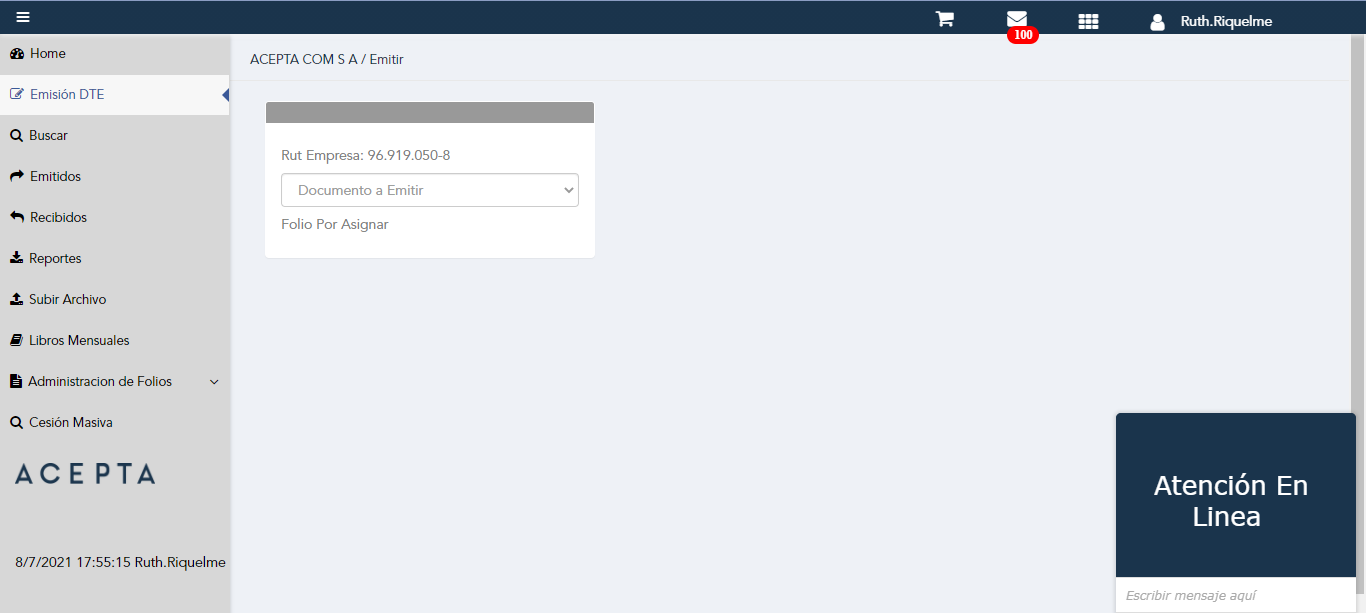 Ruth.Riquelme
100
Home
Emisión DTE
Buscar
Emitidos
Recibidos
Reportes
Subir Archivo
Libros Mensuales
Administracion de Folios
Cesión Masiva
ACEPTA
8/7/2021 17:55:15 Ruth.Riquelme
ACEPTA COM S A / Emitir
Rut Empresa: 96.919.050-8
Documento a Emitir
Folio Por Asignar
Atención En
Linea
Escribir mensaje aquí